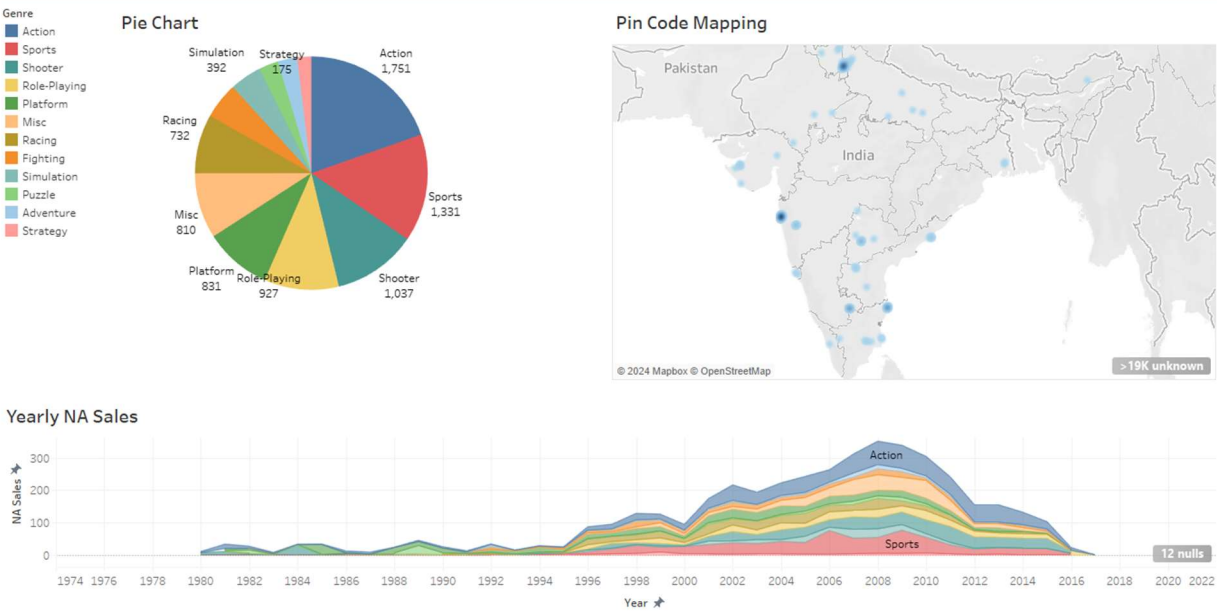 Genre
Action
Sports
Shooter
Role-Playing
Platform
Misc
Racing
Fighting
Simulation
Puzzle
Adventure
Strategy
Pie Chart
Simulation
392
Strategy
175
Action
1,751
Racing
732
Sports
1,331
Misc
810
Platform
831
Role-Playing
927
Shooter
1,037
Pin Code Mapping
Pakistan
India
© 2024 Mapbox © OpenStreetMap
>19K unknown
Yearly NA Sales
NA Sales
300
200
100
0
Action
Sports
12 nulls
1974 1976 1978 1980 1982 1984 1986 1988 1990 1992 1994 1996 1998 2000 2002 2004 2006 2008 2010 2012 2014 2016 2018 2020 2022
Year